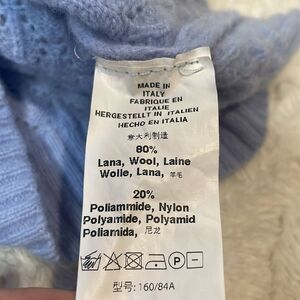 MADE IN
ITALY
FABRIQUE EN
ITALIE
HERGESTELLT IN ITALIEN
HECHO EN ITALIA
意大利制造
80%
Lana, Wool, Laine
Wolle, Lana, 羊毛
20%
Poliammide, Nylon
Polyamide, Polyamid
Poliamida, 尼龙
A
型号: 160/84A